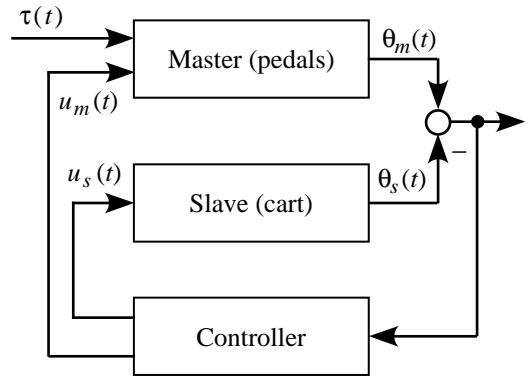 τ(t)
Master (pedals)
θ_m(t)
u_m(t)
−
u_s(t)
Slave (cart)
θ_s(t)
Controller